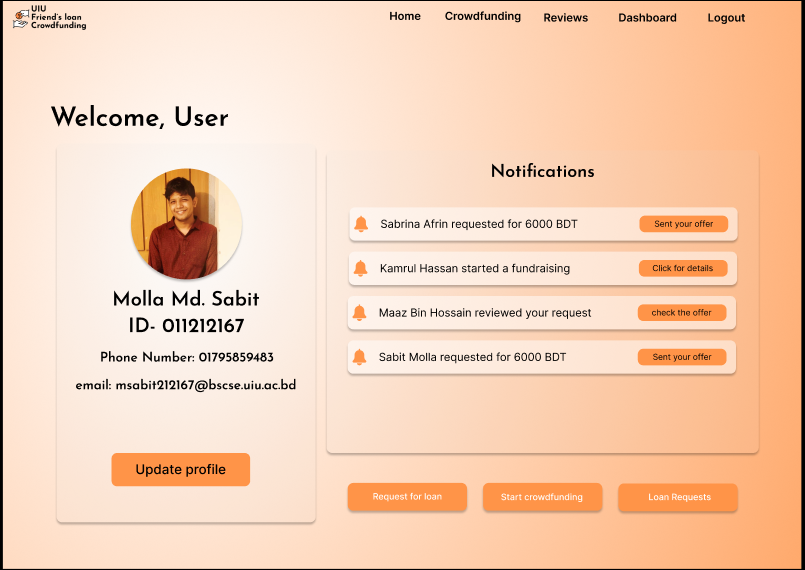 UIU
Friend's loan
Crowdfunding
Home
Crowdfunding
Reviews
Dashboard
Logout
Welcome, User
Molla Md. Sabit
ID- 011212167
Phone Number: 01795859483
email: msabit212167@bscse.uiu.ac.bd
Update profile
Notifications
Sabrina Afrin requested for 6000 BDT
Sent your offer
Kamrul Hassan started a fundraising
Click for details
Maaz Bin Hossain reviewed your request
check the offer
Sabit Molla requested for 6000 BDT
Sent your offer
Request for loan
Start crowdfunding
Loan Requests